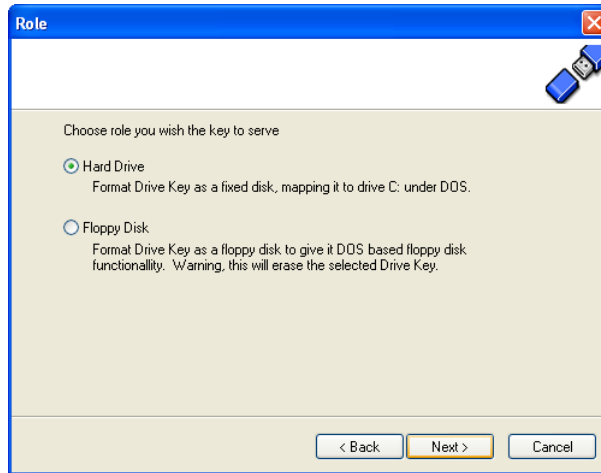 Role
Choose role you wish the key to serve
Hard Drive
Format Drive Key as a fixed disk, mapping it to drive C: under DOS.
Floppy Disk
Format Drive Key as a floppy disk to give it DOS based floppy disk
functionallity. Warning, this will erase the selected Drive Key.
< Back
Next >
Cancel